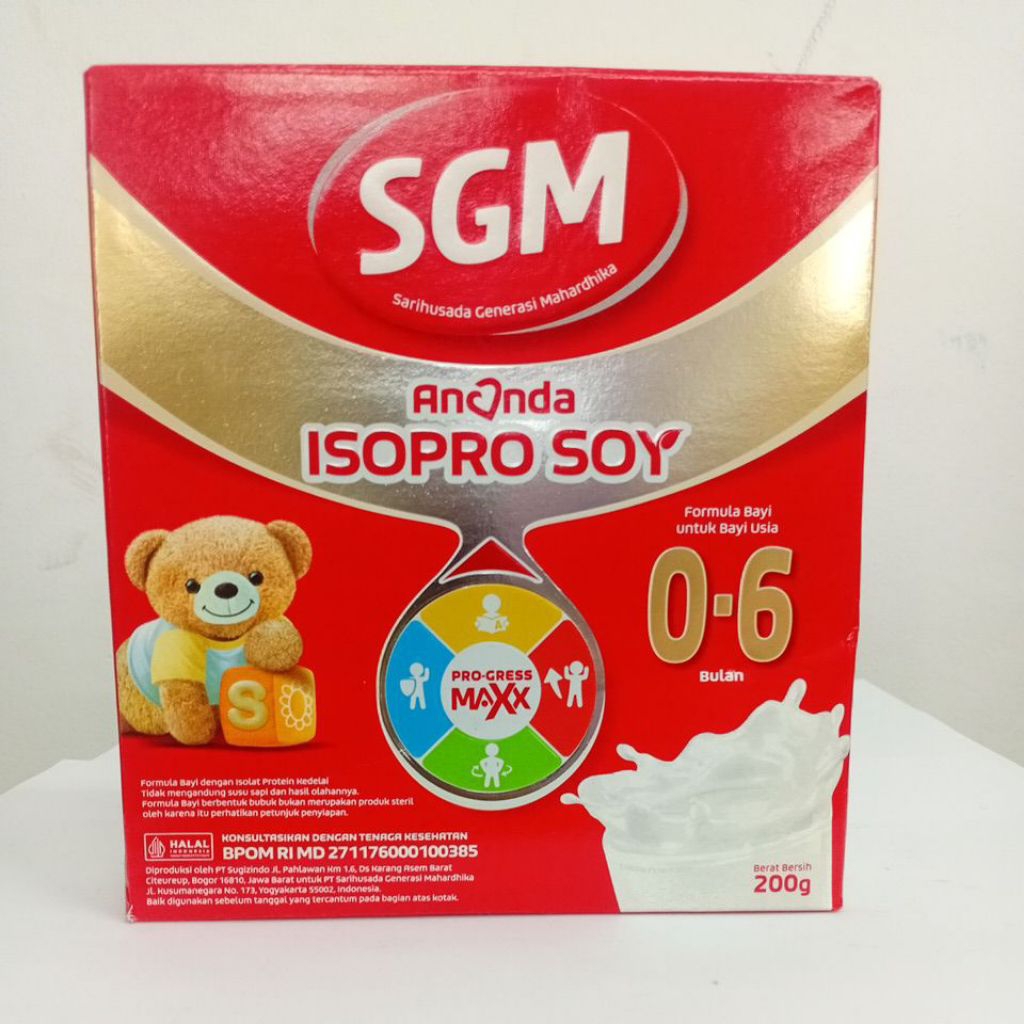 SGM
Sarihusada Generasi Mahardhika
Ananda
ISOPRO SOY
Formula Bayi
untuk Bayi Usia
0-6
Bulan
A
PRO-GRESS
MAXx
S
Formula Bayi dengan Isolat Protein Kedelai
Tidak mengandung susu sapi dan hasil olahannya.
Formula Bayi berbentuk bubuk bukan merupakan produk steril
oleh karena itu perhatikan petunjuk penyiapan.
HALAL
INDONESIA
KONSULTASIKAN DENGAN TENAGA KESEHATAN
BPOM RI MD 271176000100385
Diproduksi oleh PT Sugizindo Jl. Pahlawan Km 1,6, Ds Karang Asem Barat
Citeureup, Bogor 16810, Jawa Barat untuk PT Sarihusada Generasi Mahardhika
Jl. Kusumanegara No. 173, Yogyakarta 55002, Indonesia.
Baik digunakan sebelum tanggal yang tercantum pada bagian atas kotak.
Berat Bersih
200g